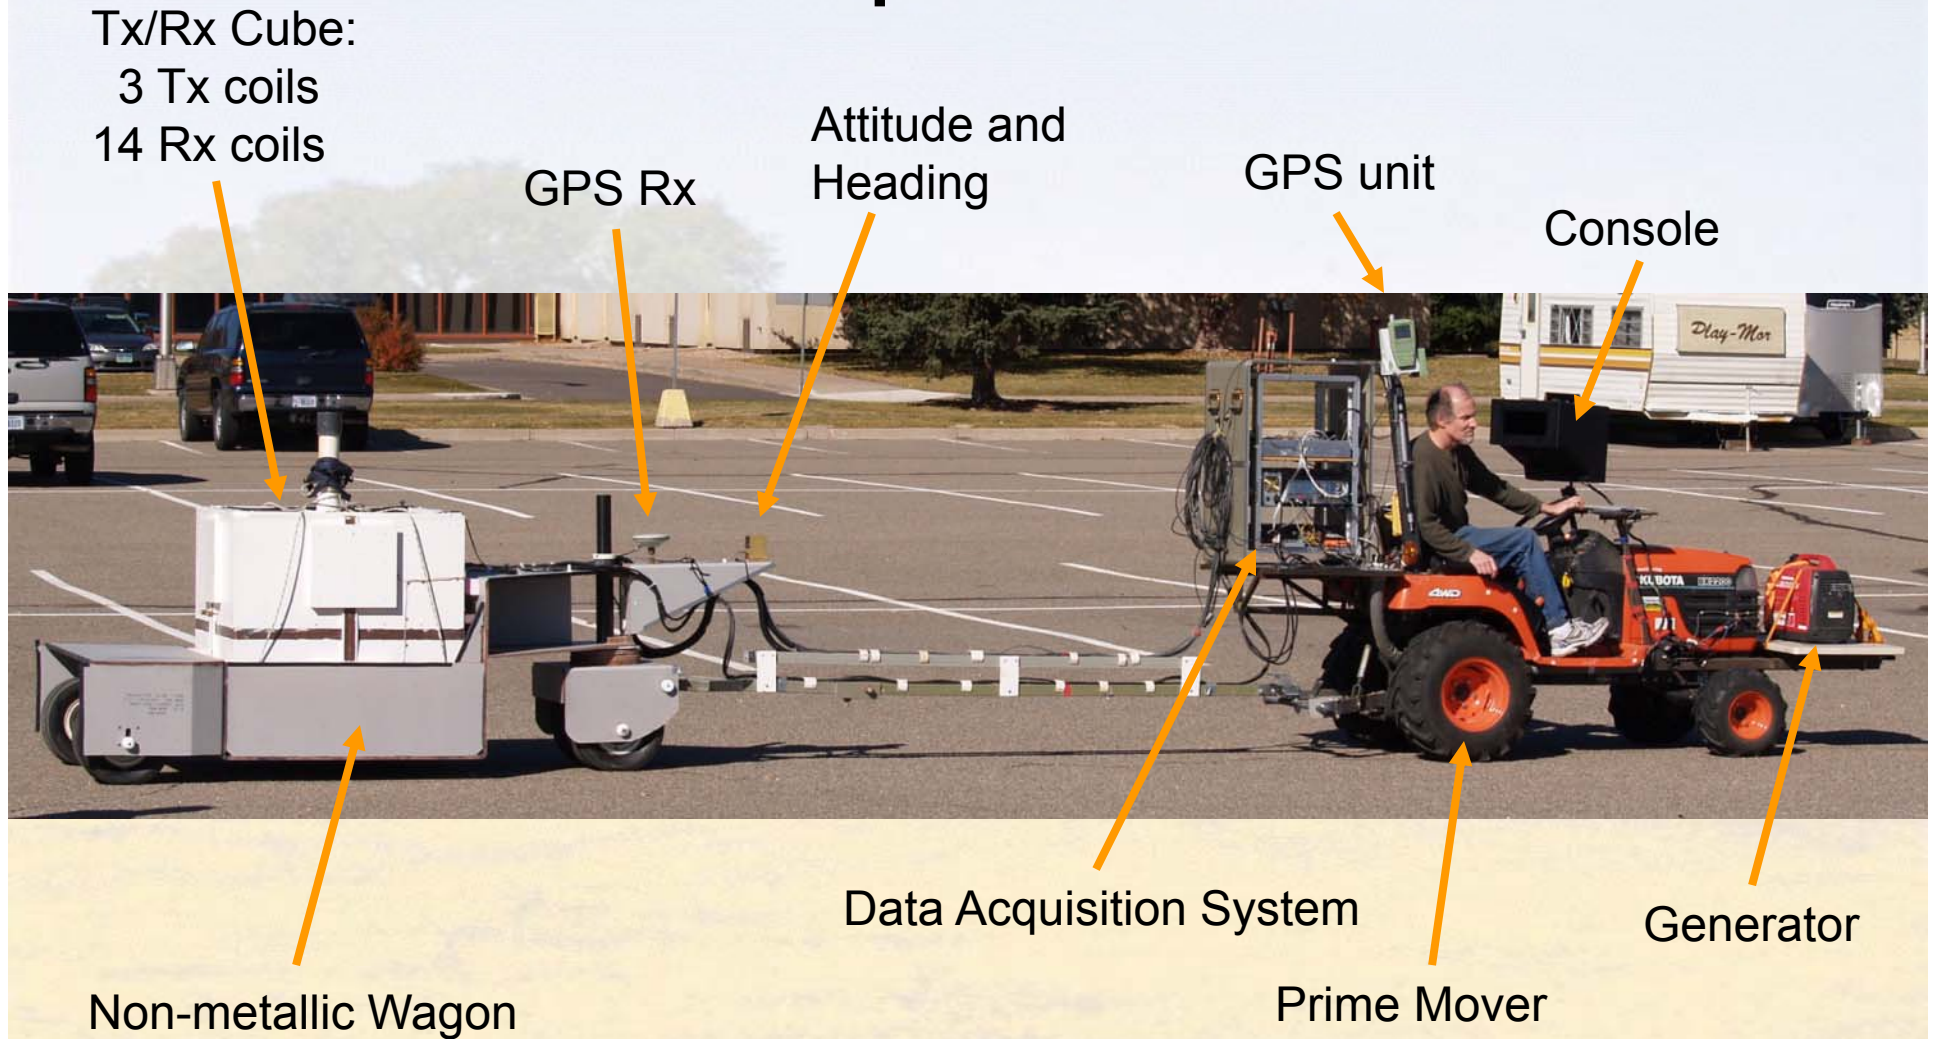 Tx/Rx Cube:
3 Tx coils
14 Rx coils
GPS Rx
Attitude and
Heading
GPS unit
Console
Play-Mor
KUBOTA
4WD
Data Acquisition System
Generator
Prime Mover
Non-metallic Wagon